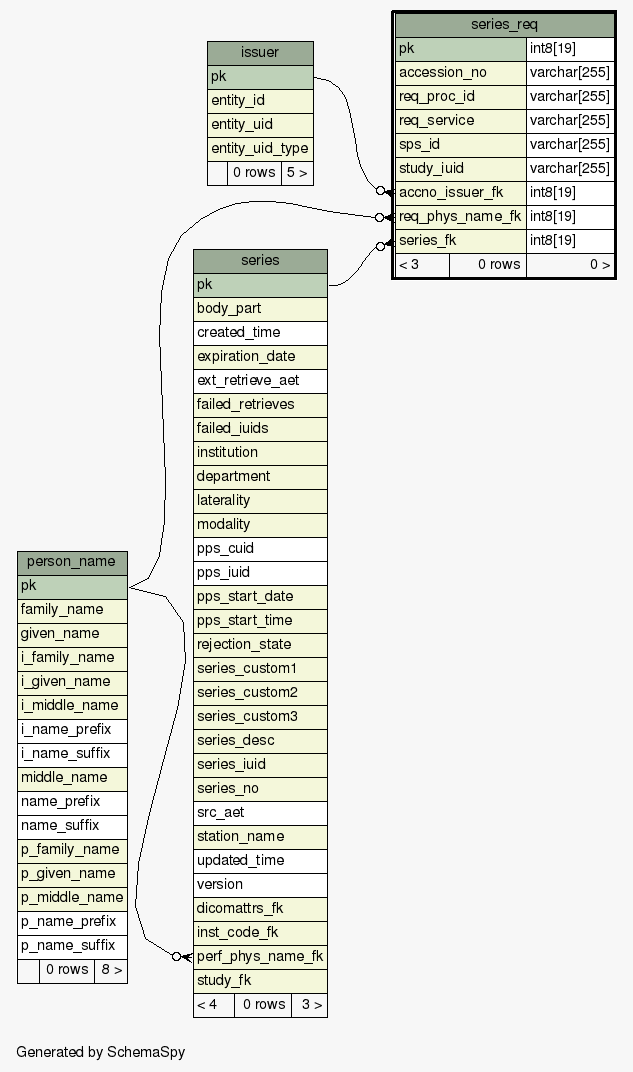 series_req
pk int8[19]
accession_no varchar[255]
req_proc_id varchar[255]
req_service varchar[255]
sps_id varchar[255]
study_iuid varchar[255]
accno_issuer_fk int8[19]
req_phys_name_fk int8[19]
series_fk int8[19]
< 3 0 rows 0 >
issuer
pk
entity_id
entity_uid
entity_uid_type
0 rows 5 >
series
pk
body_part
created_time
expiration_date
ext_retrieve_aet
failed_retrieves
failed_iuids
institution
department
laterality
modality
pps_cuid
pps_iuid
pps_start_date
pps_start_time
rejection_state
series_custom1
series_custom2
series_custom3
series_desc
series_iuid
series_no
src_aet
station_name
updated_time
version
dicomattrs_fk
inst_code_fk
perf_phys_name_fk
study_fk
< 4 0 rows 3 >
person_name
pk
family_name
given_name
i_family_name
i_given_name
i_middle_name
i_name_prefix
i_name_suffix
middle_name
name_prefix
name_suffix
p_family_name
p_given_name
p_middle_name
p_name_prefix
p_name_suffix
0 rows 8 >
Generated by SchemaSpy